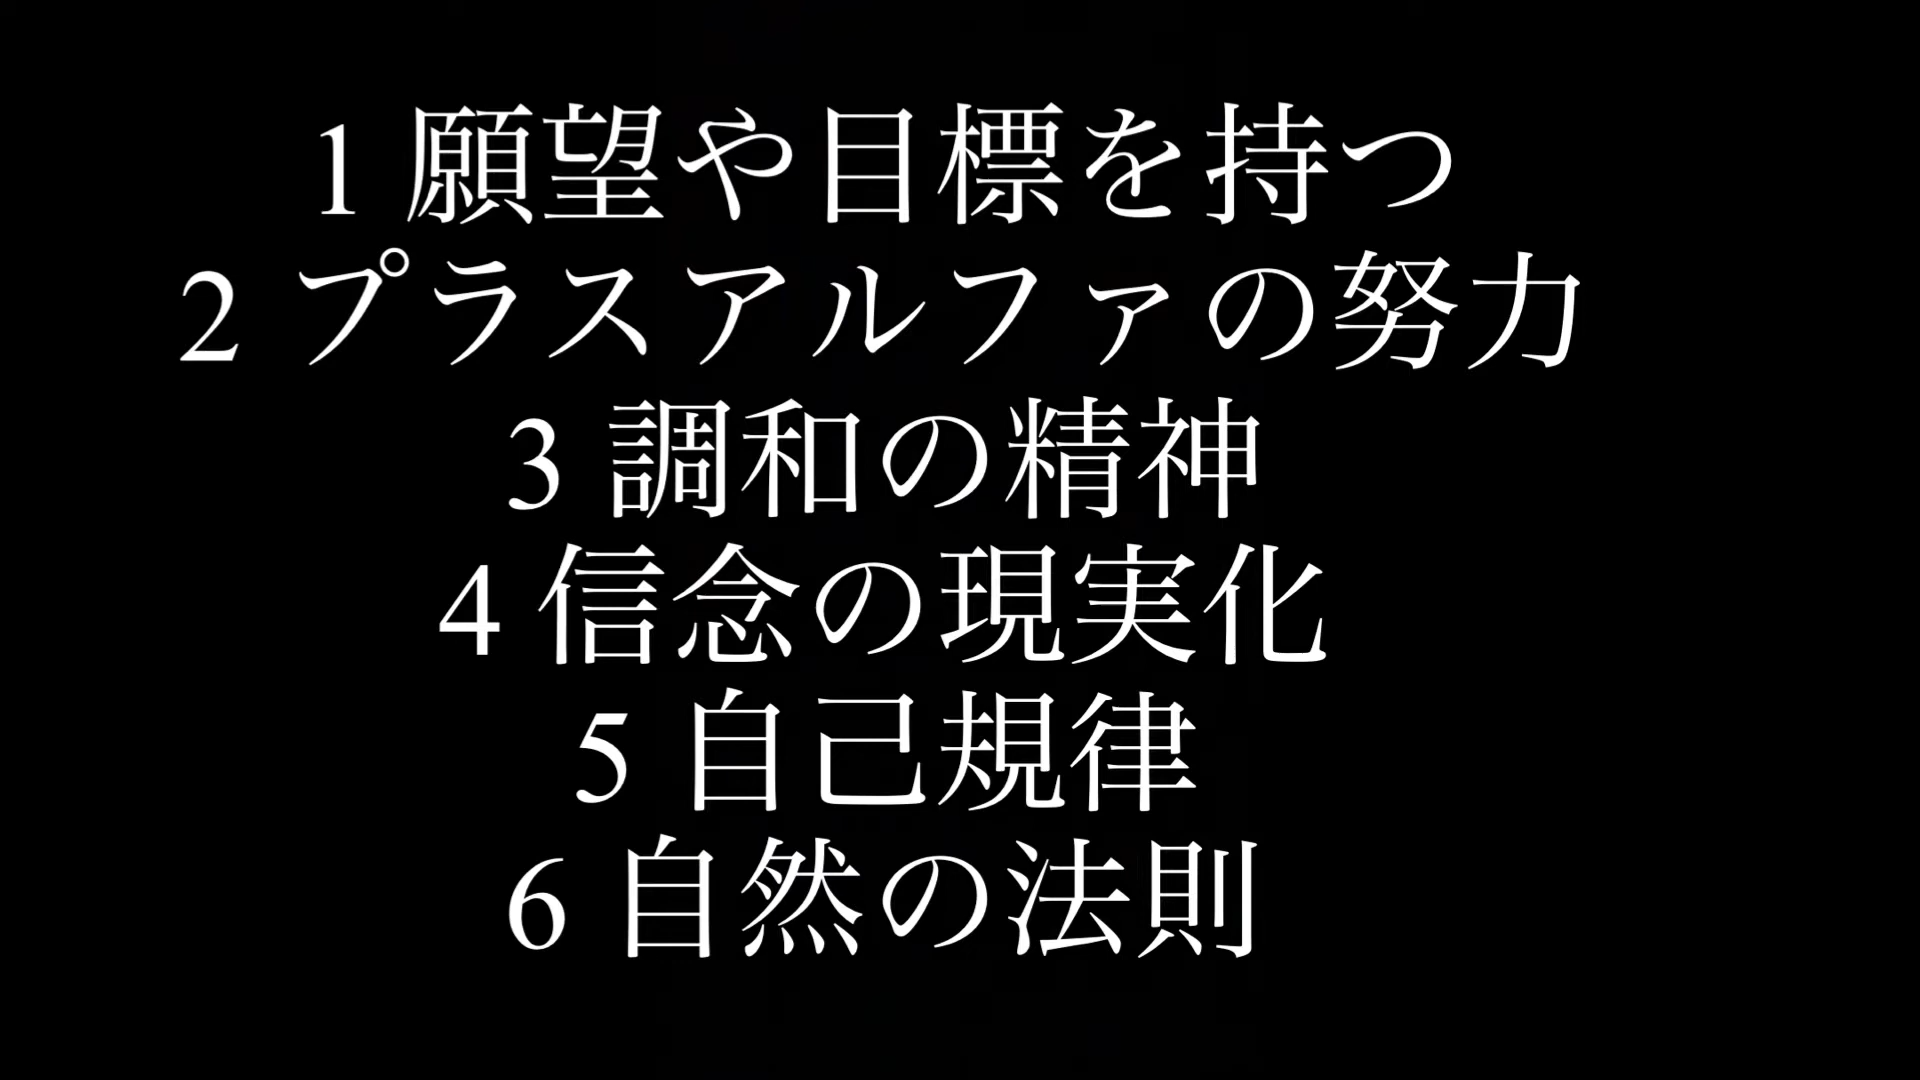 1 願望や目標を持つ
2 プラスアルファの努力
3 調和の精神
4 信念の現実化
5 自己規律
6 自然の法則